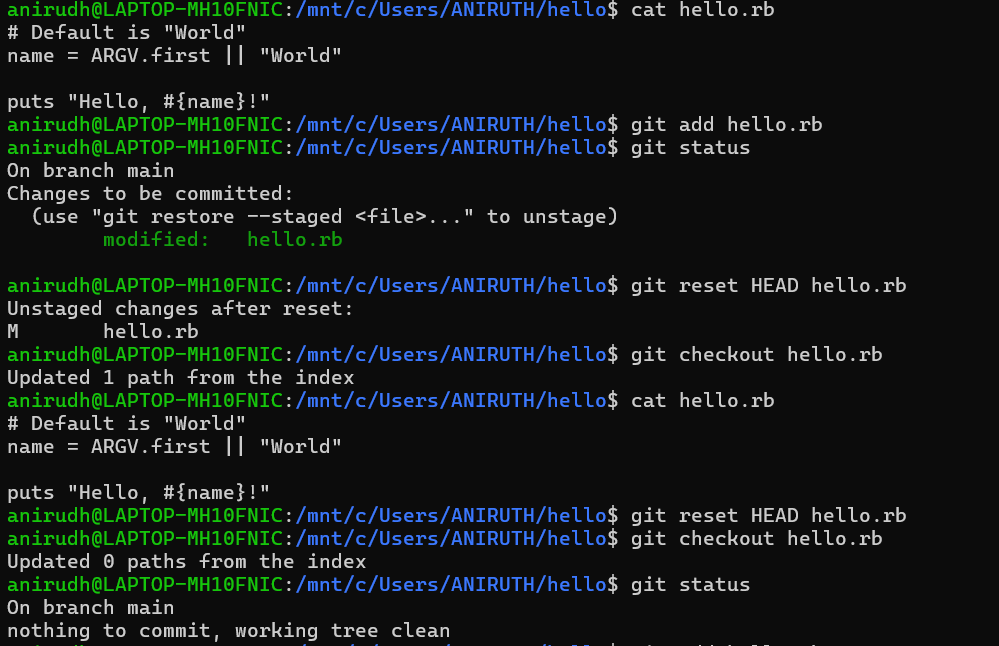 anirudh@LAPTOP-MH10FNIC:/mnt/c/Users/ANIRUTH/hello$ cat hello.rb
# Default is "World"
name = ARGV.first || "World"
puts "Hello, #{name}!"
anirudh@LAPTOP-MH10FNIC:/mnt/c/Users/ANIRUTH/hello$ git add hello.rb
anirudh@LAPTOP-MH10FNIC:/mnt/c/Users/ANIRUTH/hello$ git status
On branch main
Changes to be committed:
  (use "git restore --staged <file>..." to unstage)
        modified:   hello.rb
anirudh@LAPTOP-MH10FNIC:/mnt/c/Users/ANIRUTH/hello$ git reset HEAD hello.rb
Unstaged changes after reset:
M       hello.rb
anirudh@LAPTOP-MH10FNIC:/mnt/c/Users/ANIRUTH/hello$ git checkout hello.rb
Updated 1 path from the index
anirudh@LAPTOP-MH10FNIC:/mnt/c/Users/ANIRUTH/hello$ cat hello.rb
# Default is "World"
name = ARGV.first || "World"
puts "Hello, #{name}!"
anirudh@LAPTOP-MH10FNIC:/mnt/c/Users/ANIRUTH/hello$ git reset HEAD hello.rb
anirudh@LAPTOP-MH10FNIC:/mnt/c/Users/ANIRUTH/hello$ git checkout hello.rb
Updated 0 paths from the index
anirudh@LAPTOP-MH10FNIC:/mnt/c/Users/ANIRUTH/hello$ git status
On branch main
nothing to commit, working tree clean